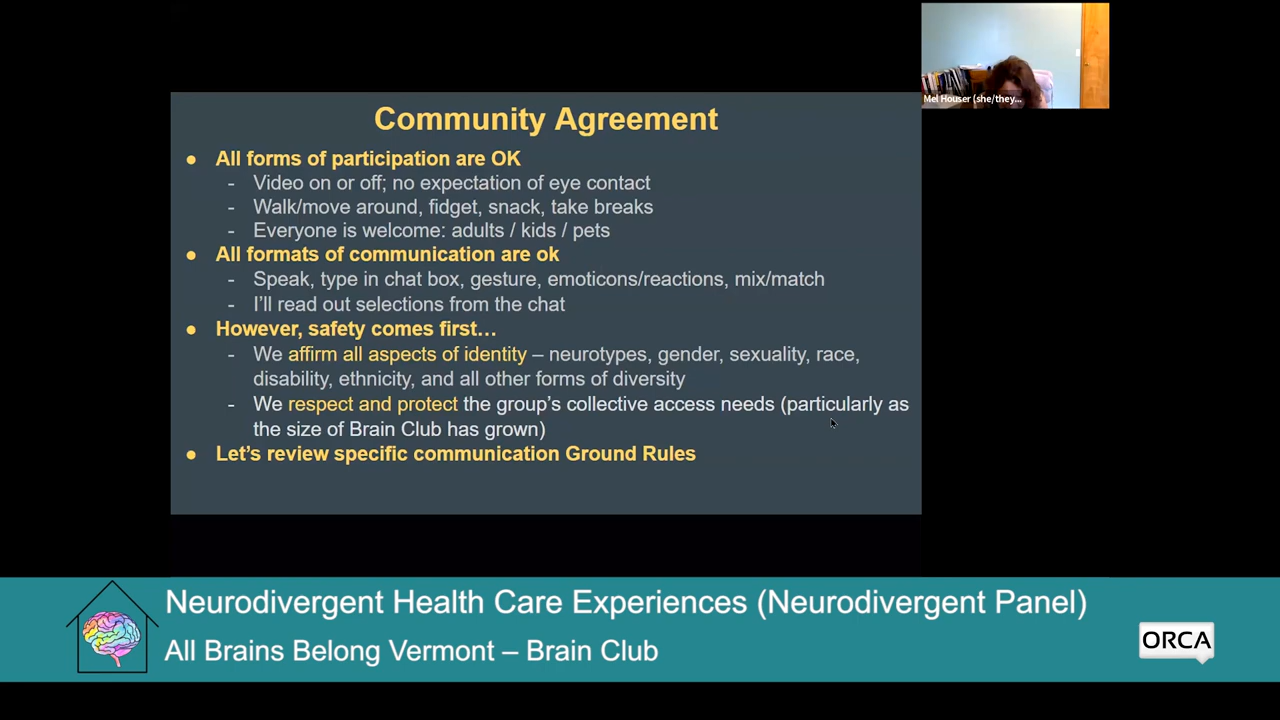 Mel Houser (she/they...
Community Agreement
● All forms of participation are OK
- Video on or off; no expectation of eye contact
- Walk/move around, fidget, snack, take breaks
- Everyone is welcome: adults / kids / pets
● All formats of communication are ok
- Speak, type in chat box, gesture, emoticons/reactions, mix/match
- I’ll read out selections from the chat
● However, safety comes first…
- We affirm all aspects of identity – neurotypes, gender, sexuality, race,
disability, ethnicity, and all other forms of diversity
- We respect and protect the group’s collective access needs (particularly as
the size of Brain Club has grown)
● Let’s review specific communication Ground Rules
Neurodivergent Health Care Experiences (Neurodivergent Panel)
All Brains Belong Vermont – Brain Club
ORCA